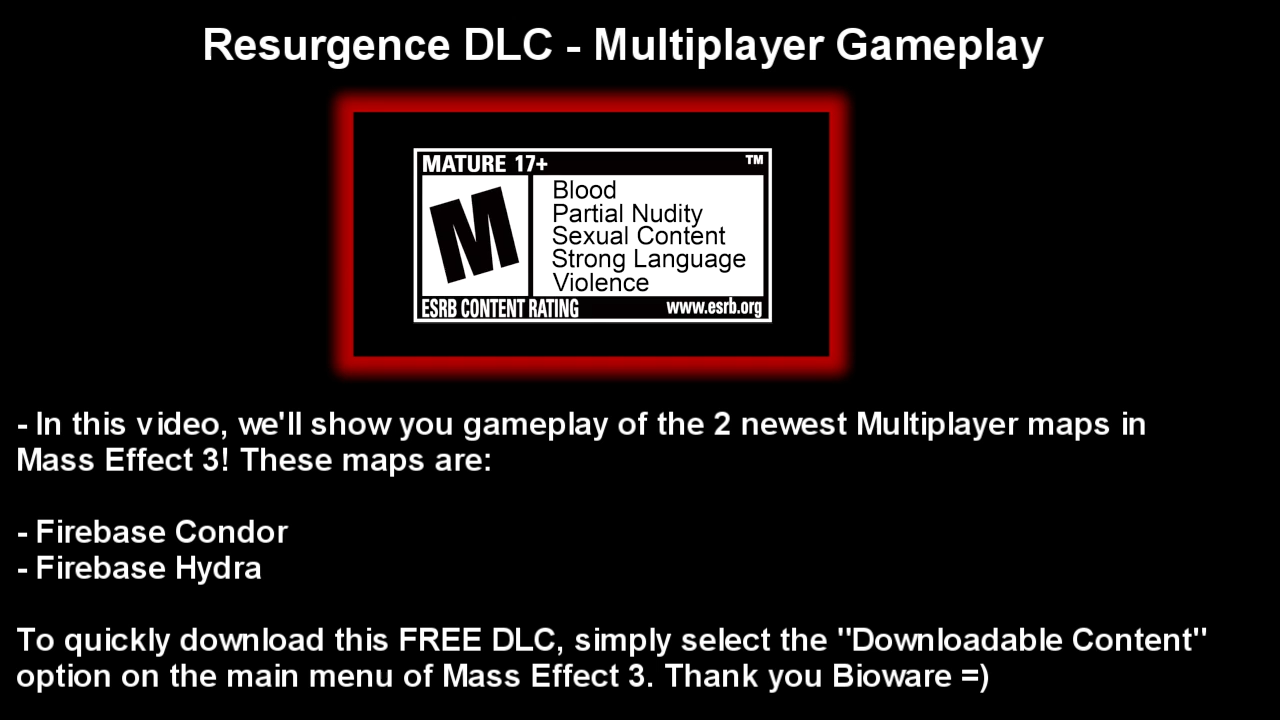 Resurgence DLC - Multiplayer Gameplay
MATURE 17+ ™
M
Blood
Partial Nudity
Sexual Content
Strong Language
Violence
ESRB CONTENT RATING www.esrb.org
- In this video, we'll show you gameplay of the 2 newest Multiplayer maps in
Mass Effect 3! These maps are:
- Firebase Condor
- Firebase Hydra
To quickly download this FREE DLC, simply select the "Downloadable Content"
option on the main menu of Mass Effect 3. Thank you Bioware =)